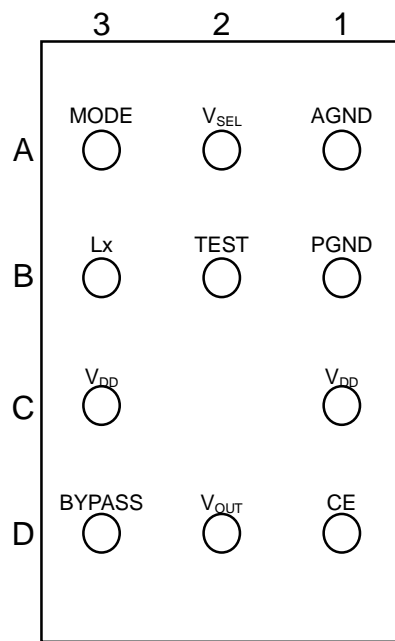 3 2 1
MODE VSEL AGND
A
Lx TEST PGND
B
VDD VDD
C
BYPASS VOUT CE
D